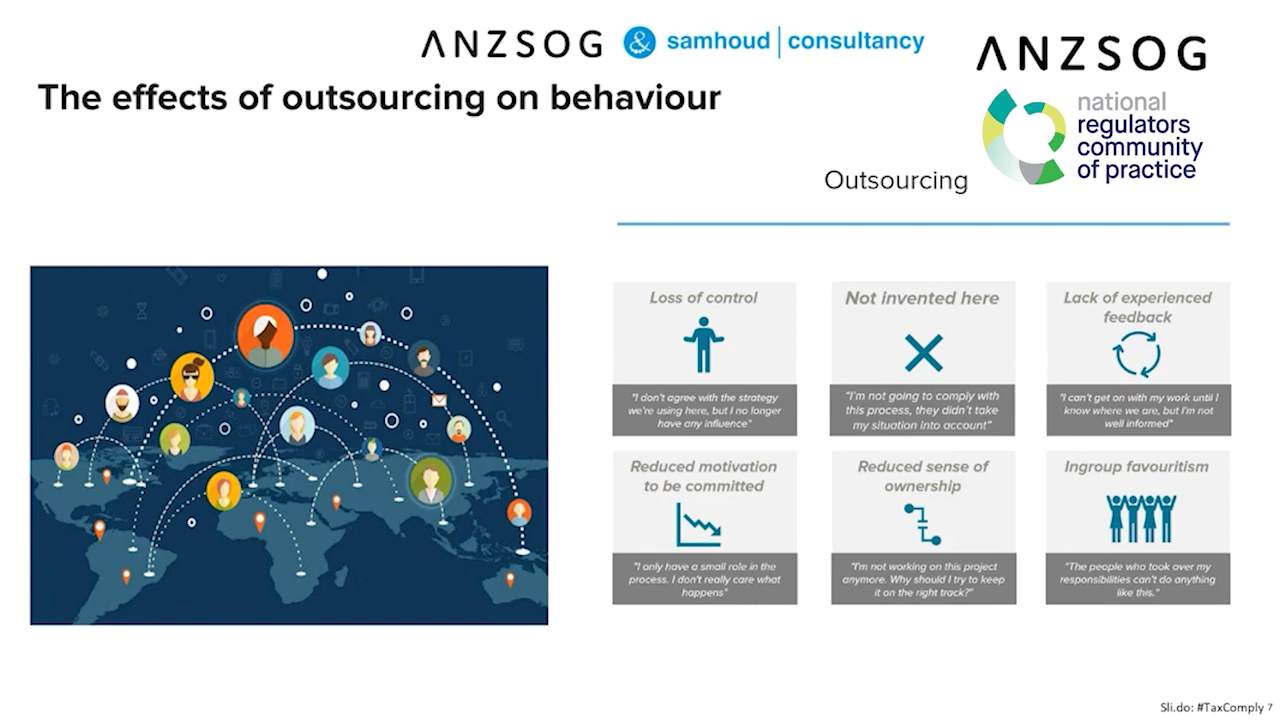 ANZSOG
& samhoud | consultancy
ANZSOG
The effects of outsourcing on behaviour
national
regulators
community
of practice
Outsourcing
Loss of control
"I don't agree with the strategy
we're using here, but I no longer
have any influence"
Not invented here
"I'm not going to comply with
this process, they didn't take
my situation into account"
Lack of experienced
feedback
"I can't get on with my work until I
know where we are, but I'm not
well informed"
Reduced motivation
to be committed
"I only have a small role in the
process. I don't really care what
happens"
Reduced sense of
ownership
"I'm not working on this project
anymore. Why should I try to keep
it on the right track?"
Ingroup favouritism
"The people who took over my
responsibilities can't do anything
like this."
Sli.do: #TaxComply 7